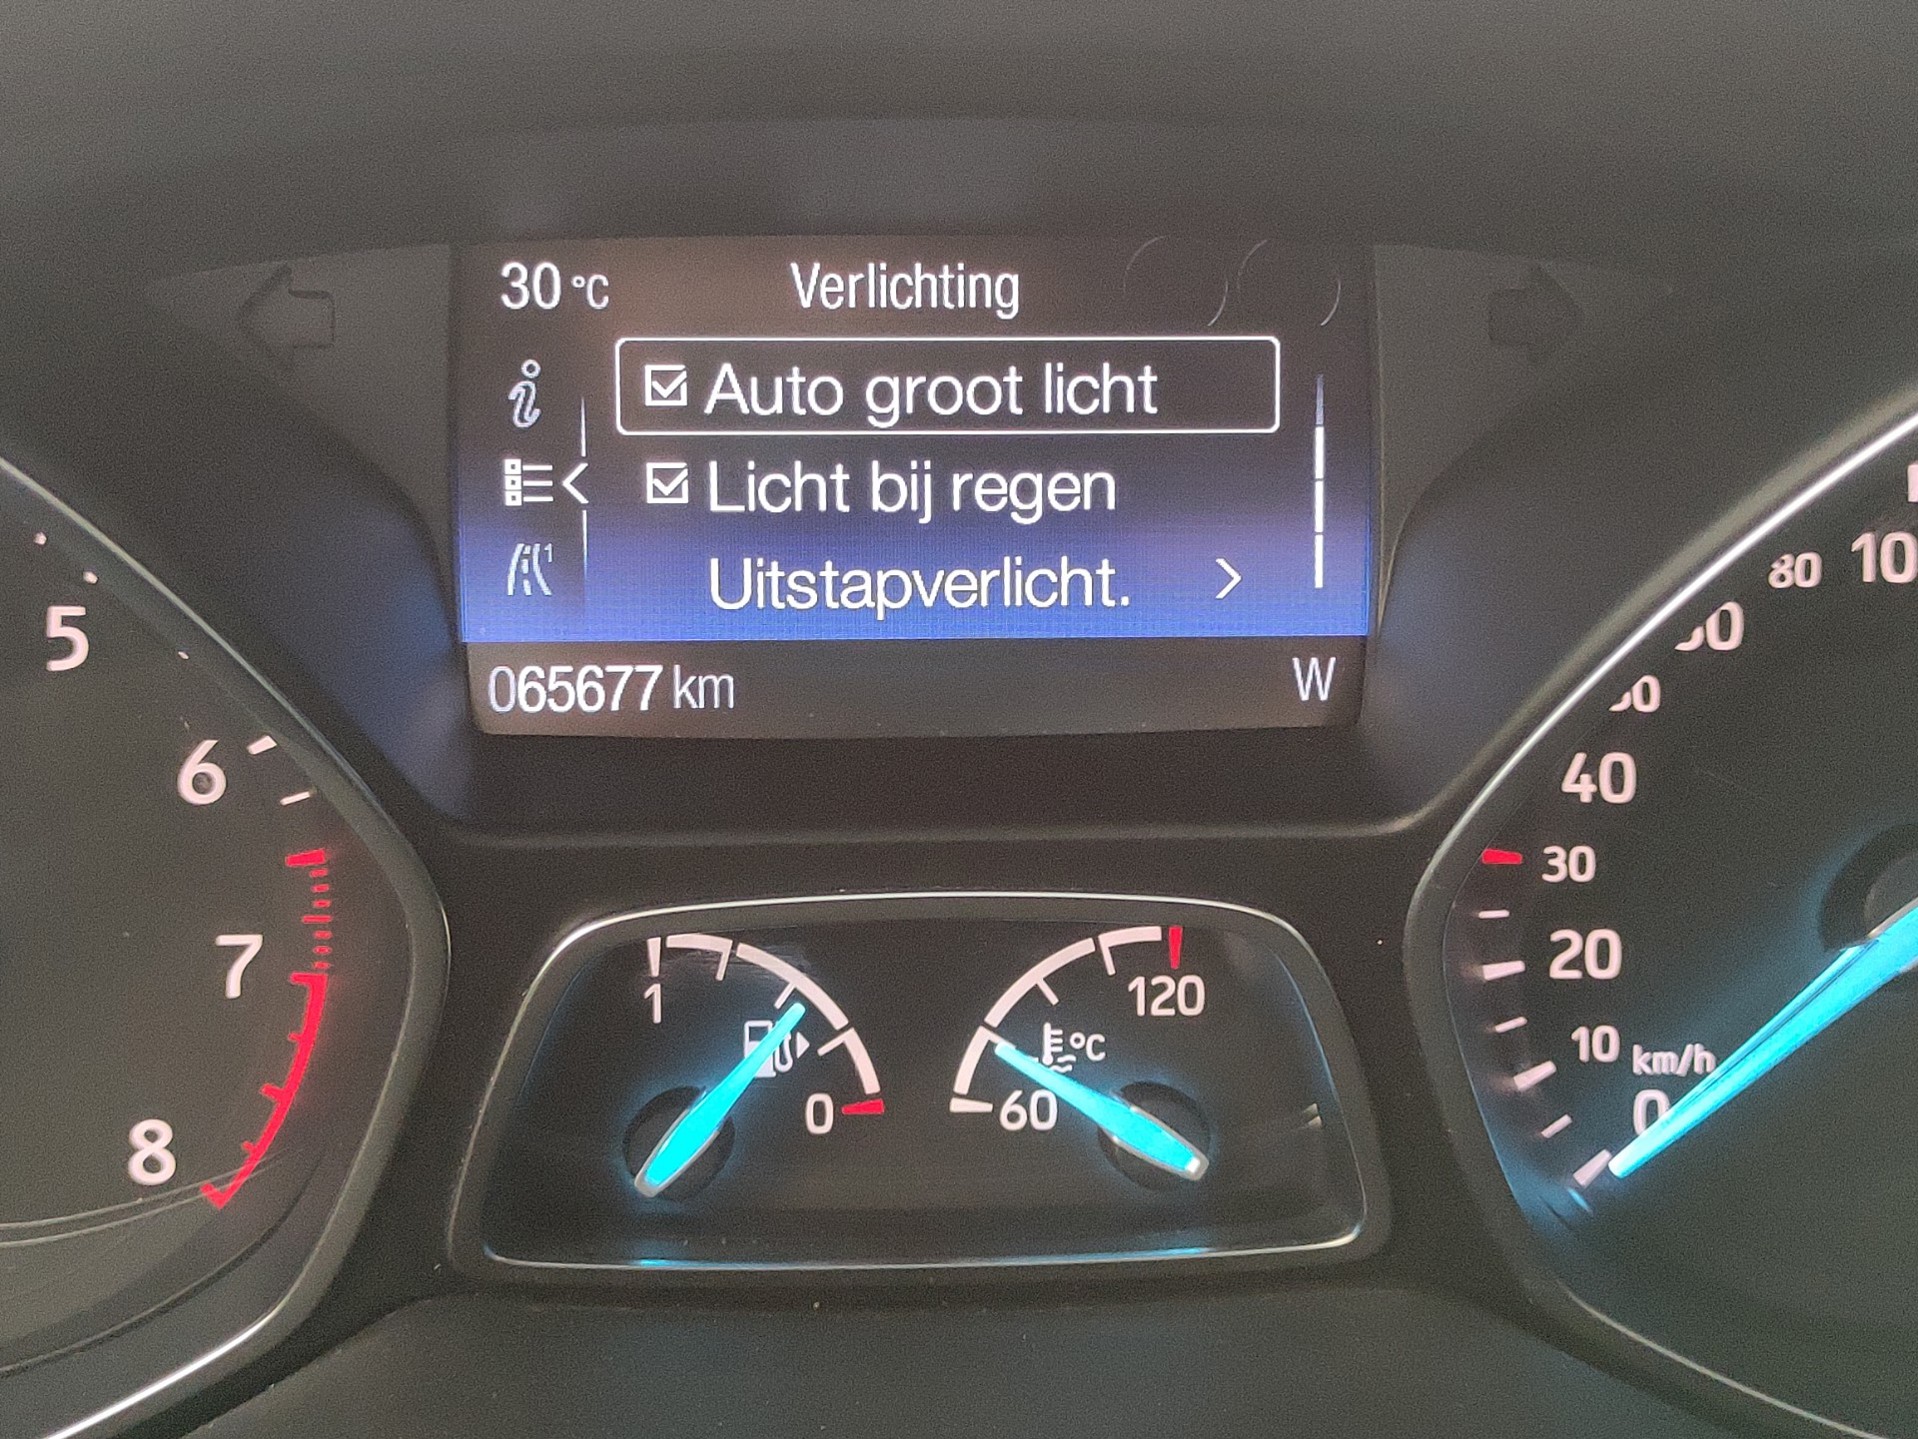 30 °C Verlichting
Auto groot licht
Licht bij regen
1 Uitstapverlicht.
065677 km W
5
6
7
8
1
0
60
120
°C
80
40
30
20
10
km/h
0